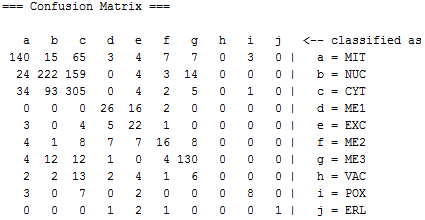 === Confusion Matrix ===
a b c d e f g h i j <-- classified as
140 15 65 3 4 7 7 0 3 0 | a = MIT
24 222 159 0 4 3 14 0 0 0 | b = NUC
34 93 305 0 4 2 5 0 1 0 | c = CYT
0 0 0 26 16 2 0 0 0 0 | d = ME1
3 0 4 5 22 1 0 0 0 0 | e = EXC
4 1 8 7 7 16 8 0 0 0 | f = ME2
4 12 12 1 0 4 130 0 0 0 | g = ME3
2 2 13 2 4 1 6 0 0 0 | h = VAC
3 0 7 0 2 0 0 0 8 0 | i = POX
0 0 0 1 2 1 0 0 0 1 | j = ERL